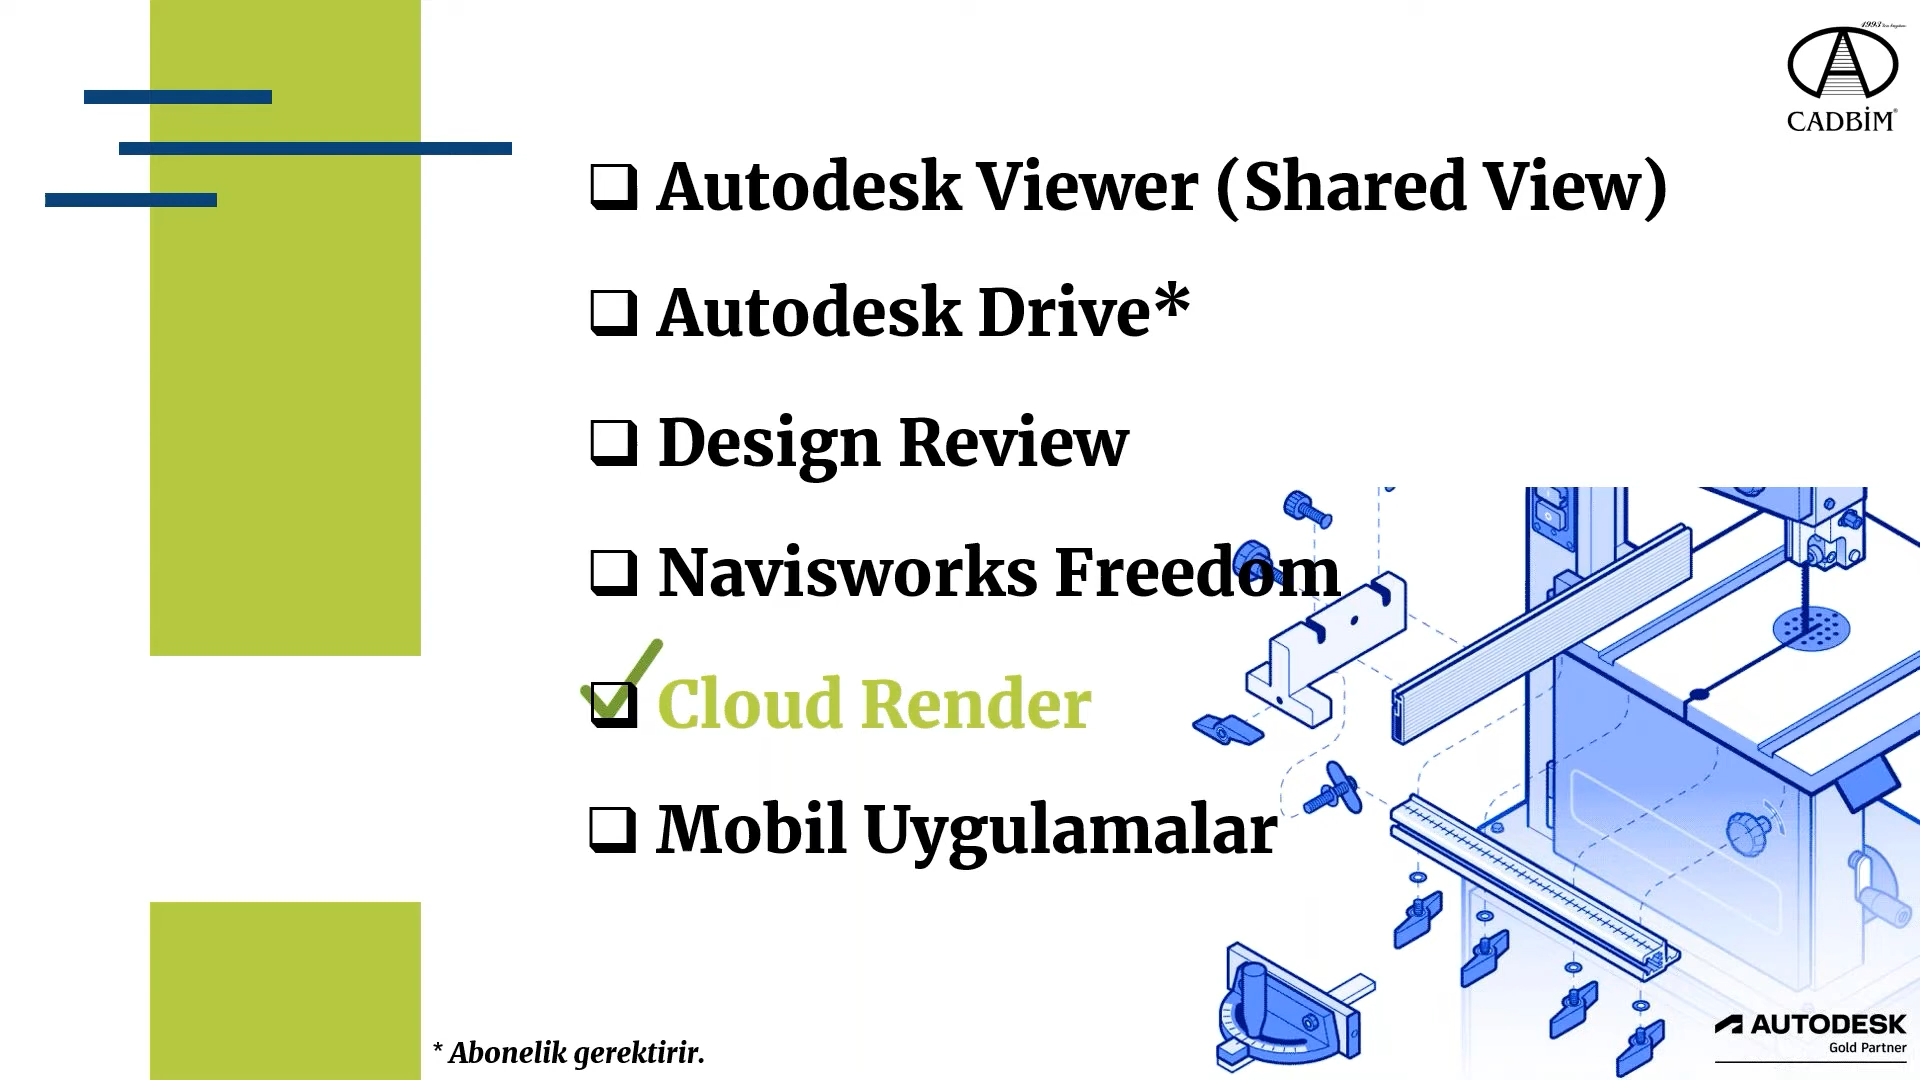 1993
CADBİM
Autodesk Viewer (Shared View)
Autodesk Drive*
Design Review
Navisworks Freedom
Cloud Render
Mobil Uygulamalar
* Abonelik gerektirir.
AUTODESK
Gold Partner